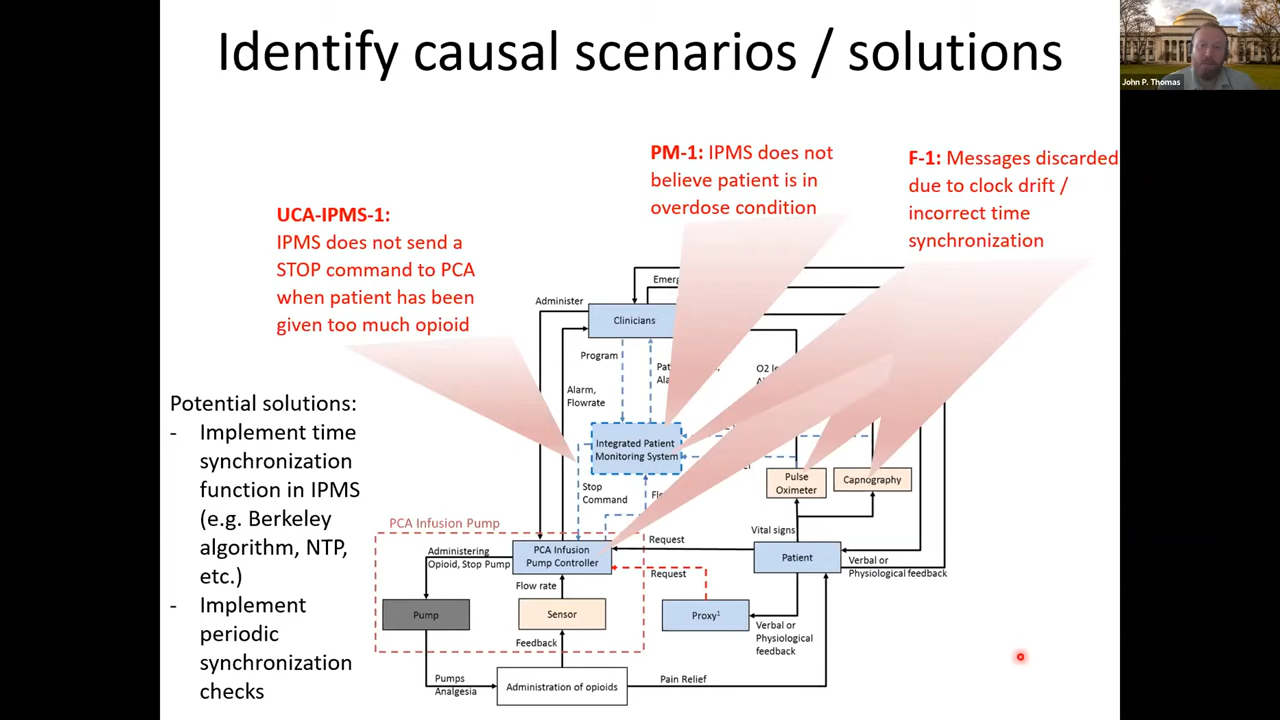 Identify causal scenarios / solutions
John P. Thomas
PM-1: IPMS does not
believe patient is in
overdose condition
F-1: Messages discarded
due to clock drift /
incorrect time
synchronization
UCA-IPMS-1:
IPMS does not send a
STOP command to PCA
when patient has been
given too much opioid
Potential solutions:
- Implement time
synchronization
function in IPMS
(e.g. Berkeley
algorithm, NTP,
etc.)
- Implement
periodic
synchronization
checks
Administer
Clinicians
Program
Alarm,
Flowrate
Integrated Patient
Monitoring System
Stop
Command
Pulse
Oximeter
Capnography
Vital signs
PCA Infusion Pump
Administering
Opioid, Stop Pump
PCA Infusion
Pump Controller
Request
Patient
Verbal or
Physiological feedback
Flow rate
Request
Pump
Sensor
Proxy¹
Verbal or
Physiological
feedback
Feedback
Pumps
Analgesia
Administration of opioids
Pain Relief